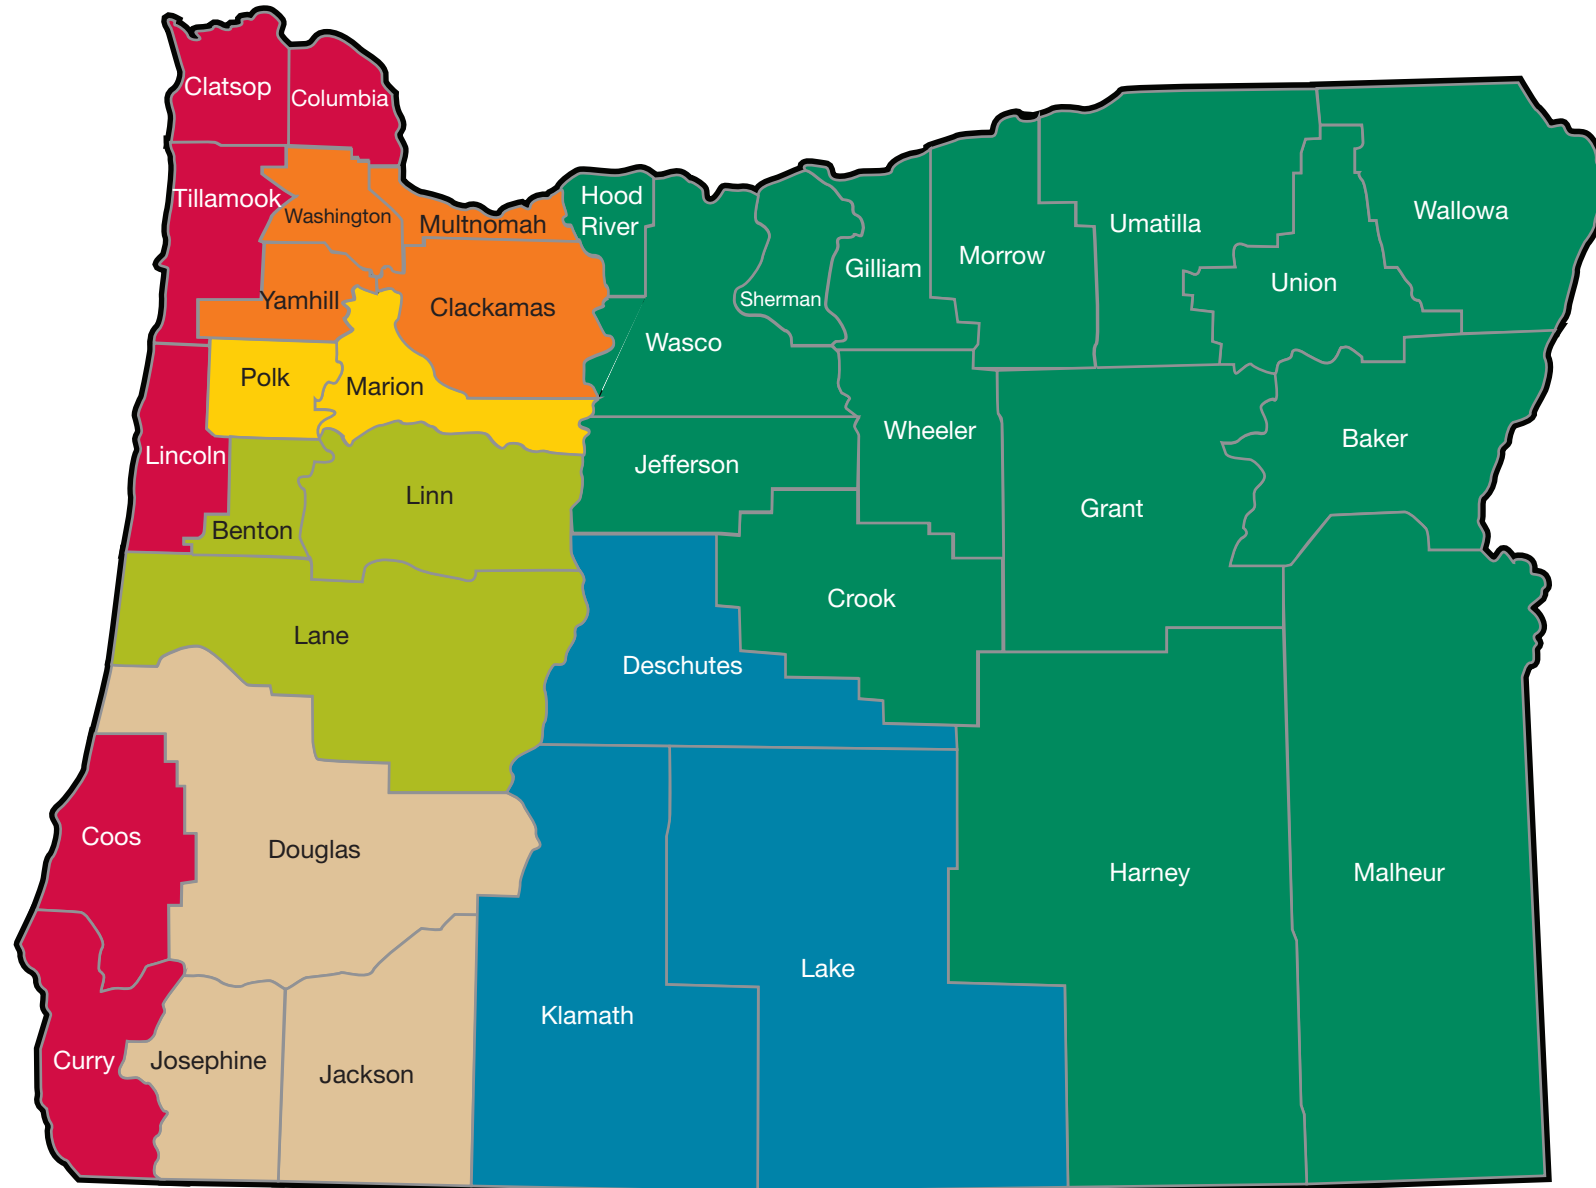 Clatsop
Columbia
Tillamook
Washington
Multnomah
Hood
River
Yamhill
Clackamas
Wasco
Sherman
Gilliam
Morrow
Umatilla
Union
Wallowa
Polk
Marion
Lincoln
Benton
Linn
Jefferson
Wheeler
Grant
Baker
Lane
Deschutes
Crook
Coos
Douglas
Harney
Malheur
Lake
Klamath
Curry
Josephine
Jackson